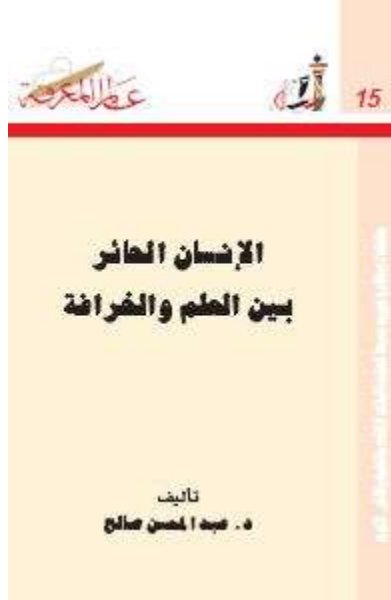 عالم المعرفة
15
الإنسان الحائر
بين العلم والخرافة
تأليف
د. عبد المحسن صالح